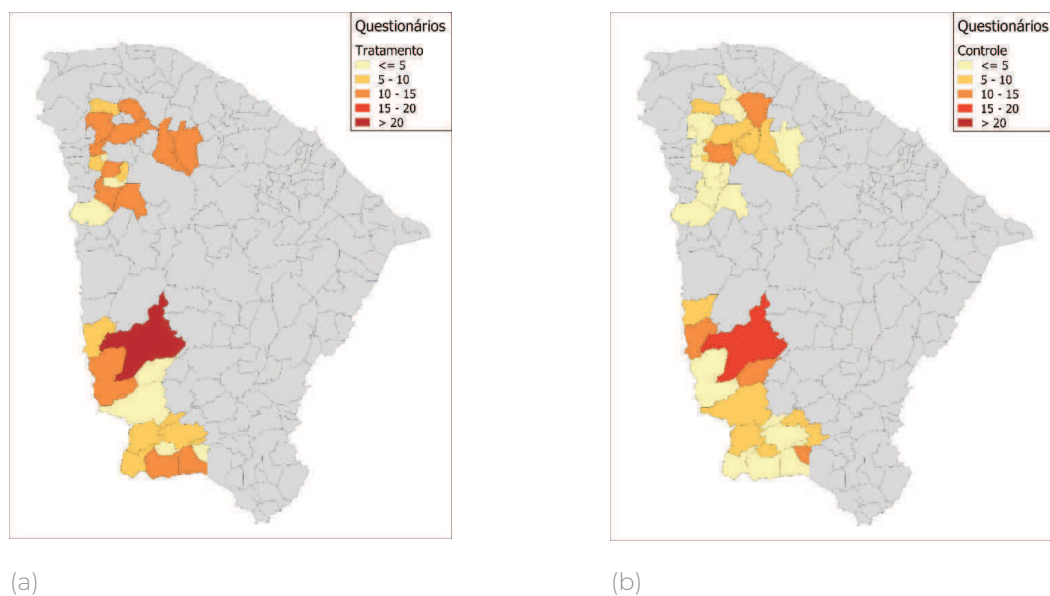 Questionários
Tratamento
<= 5
5 - 10
10 - 15
15 - 20
> 20
Questionários
Controle
<= 5
5 - 10
10 - 15
15 - 20
> 20
(a)
(b)